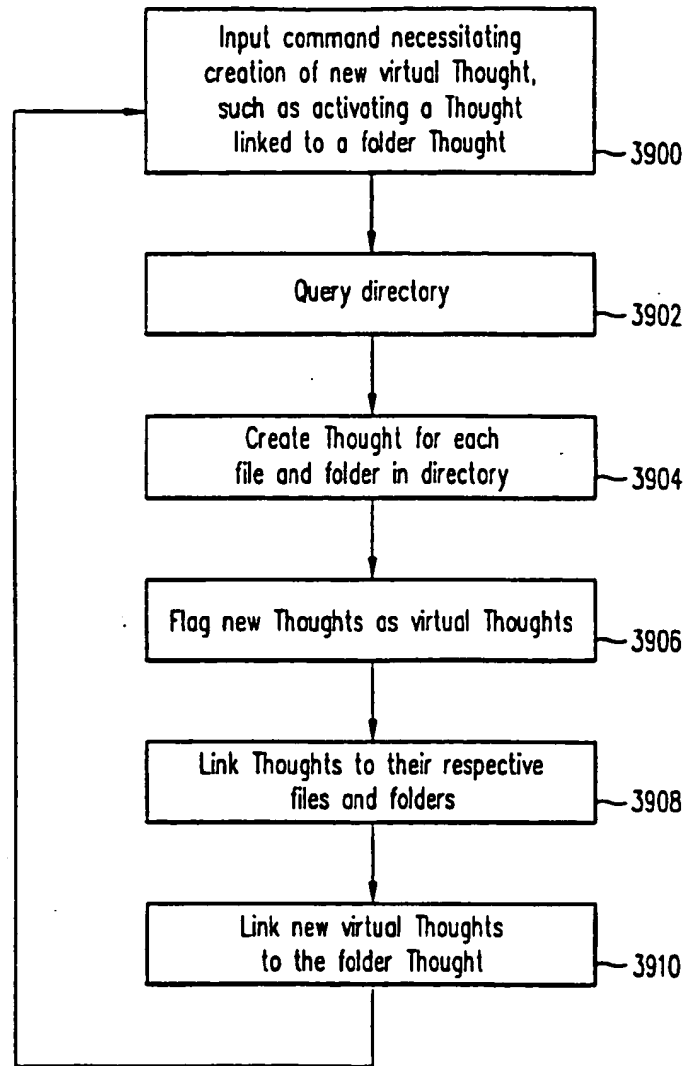 Input command necessitating
creation of new virtual Thought,
such as activating a Thought
linked to a folder Thought
3900
Query directory
3902
Create Thought for each
file and folder in directory
3904
Flag new Thoughts as virtual Thoughts
3906
Link Thoughts to their respective
files and folders
3908
Link new virtual Thoughts
to the folder Thought
3910